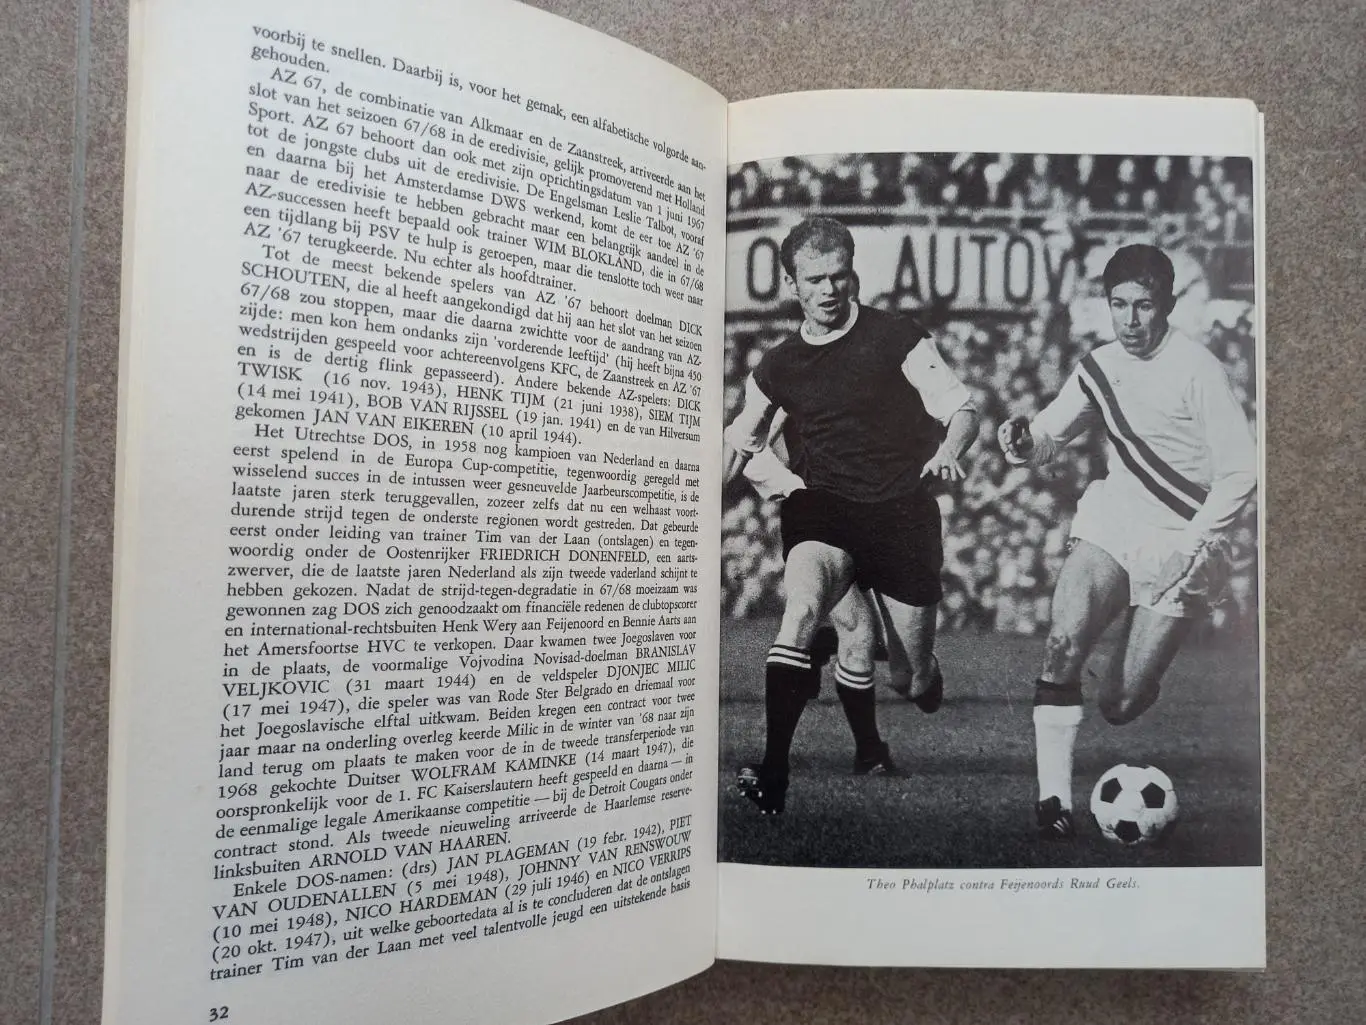 voorbij te snellen. Daarbij is, voor het gemak, een alfabetische volgorde aan-
gehouden.
AZ 67, de combinatie van Alkmaar en de Zaanstreek, arriveerde aan het
slot van het seizoen 67/68 in de eredivisie, gelijk promoverend met Holland
Sport. AZ 67 behoort dan ook met zijn oprichtingsdatum van 1 juni 1967
tot de jongste clubs uit de eredivisie. De Engelsman Leslie Talbot, vooraf
en daarna bij het Amsterdamse DWS werkend, komt de eer toe AZ '67
naar de eredivisie te hebben gebracht maar een belangrijk aandeel in de
AZ-successen heeft bepaald ook trainer WIM BLOKLAND, die in 67/68
een tijdlang bij PSV te hulp is geroepen, maar die tenslotte toch weer naar
AZ '67 terugkeerde. Nu echter als hoofdtrainer.
Tot de meest bekende spelers van AZ '67 behoort doelman DICK
SCHOUTEN, die al heeft aangekondigd dat hij aan het slot van het seizoen
67/68 zou stoppen, maar die daarna zwichtte voor de aandrang van AZ-
zijde: men kon hem ondanks zijn 'vorderende leeftijd' (hij heeft bijna 450
wedstrijden gespeeld voor achtereenvolgens KFC, de Zaanstreek en AZ '67
en is de dertig flink gepasseerd). Andere bekende AZ-spelers: DICK
TWISK (16 nov. 1943), HENK TIJM (21 juni 1938), SIEM TIJM
(14 mei 1941), BOB VAN RIJSSEL (19 jan. 1941) en de van Hilversum
gekomen JAN VAN EIKEREN (10 april 1944).
Het Utrechtse DOS, in 1958 nog kampioen van Nederland en daarna
eerst spelend in de Europa Cup-competitie, tegenwoordig geregeld met
wisselend succes in de intussen weer gesneuvelde Jaarbeurscompetitie, is de
laatste jaren sterk teruggevallen, zozeer zelfs dat nu een welhaast voort-
durende strijd tegen de onderste regionen wordt gestreden. Dat gebeurde
eerst onder leiding van trainer Tim van der Laan (ontslagen) en tegen-
woordig onder de Oostenrijker FRIEDRICH DONENFELD, een aarts-
zwerver, die de laatste jaren Nederland als zijn tweede vaderland schijnt te
hebben gekozen. Nadat de strijd-tegen-degradatie in 67/68 moeizaam was
gewonnen zag DOS zich genoodzaakt om financiële redenen de clubtopscorer
en international-rechtsbuiten Henk Wery aan Feijenoord en Bennie Aarts aan
het Amersfoortse HVC te verkopen. Daar kwamen twee Joegoslaven voor
in de plaats, de voormalige Vojvodina Novisad-doelman BRANISLAV
VELJKOVIC (31 maart 1944) en de veldspeler DJONJEC MILIC
(17 mei 1947), die speler was van Rode Ster Belgrado en driemaal voor
het Joegoslavische elftal uitkwam. Beiden kregen een contract voor twee
jaar maar na onderling overleg keerde Milic in de winter van '68 naar zijn
land terug om plaats te maken voor de in de tweede transferperiode van
1968 gekochte Duitser WOLFRAM KAMINKE (14 maart 1947), die
oorspronkelijk voor de 1. FC Kaiserslautern heeft gespeeld en daarna — in
de eenmalige legale Amerikaanse competitie — bij de Detroit Cougars onder
contract stond. Als tweede nieuweling arriveerde de Haarlemse reserve-
linksbuiten ARNOLD VAN HAAREN.
Enkele DOS-namen: (drs) JAN PLAGEMAN (19 febr. 1942), PIET
VAN OUDENALLEN (5 mei 1948), JOHNNY VAN RENSWOUW
(10 mei 1948), NICO HARDEMAN (29 juli 1946) en NICO VERRIPS
(20 okt. 1947), uit welke geboortedata al is te concluderen dat de ontslagen
trainer Tim van der Laan met veel talentvolle jeugd een uitstekende basis
32
AUTOV
Theo Phalplatz contra Feijenoords Ruud Geels.